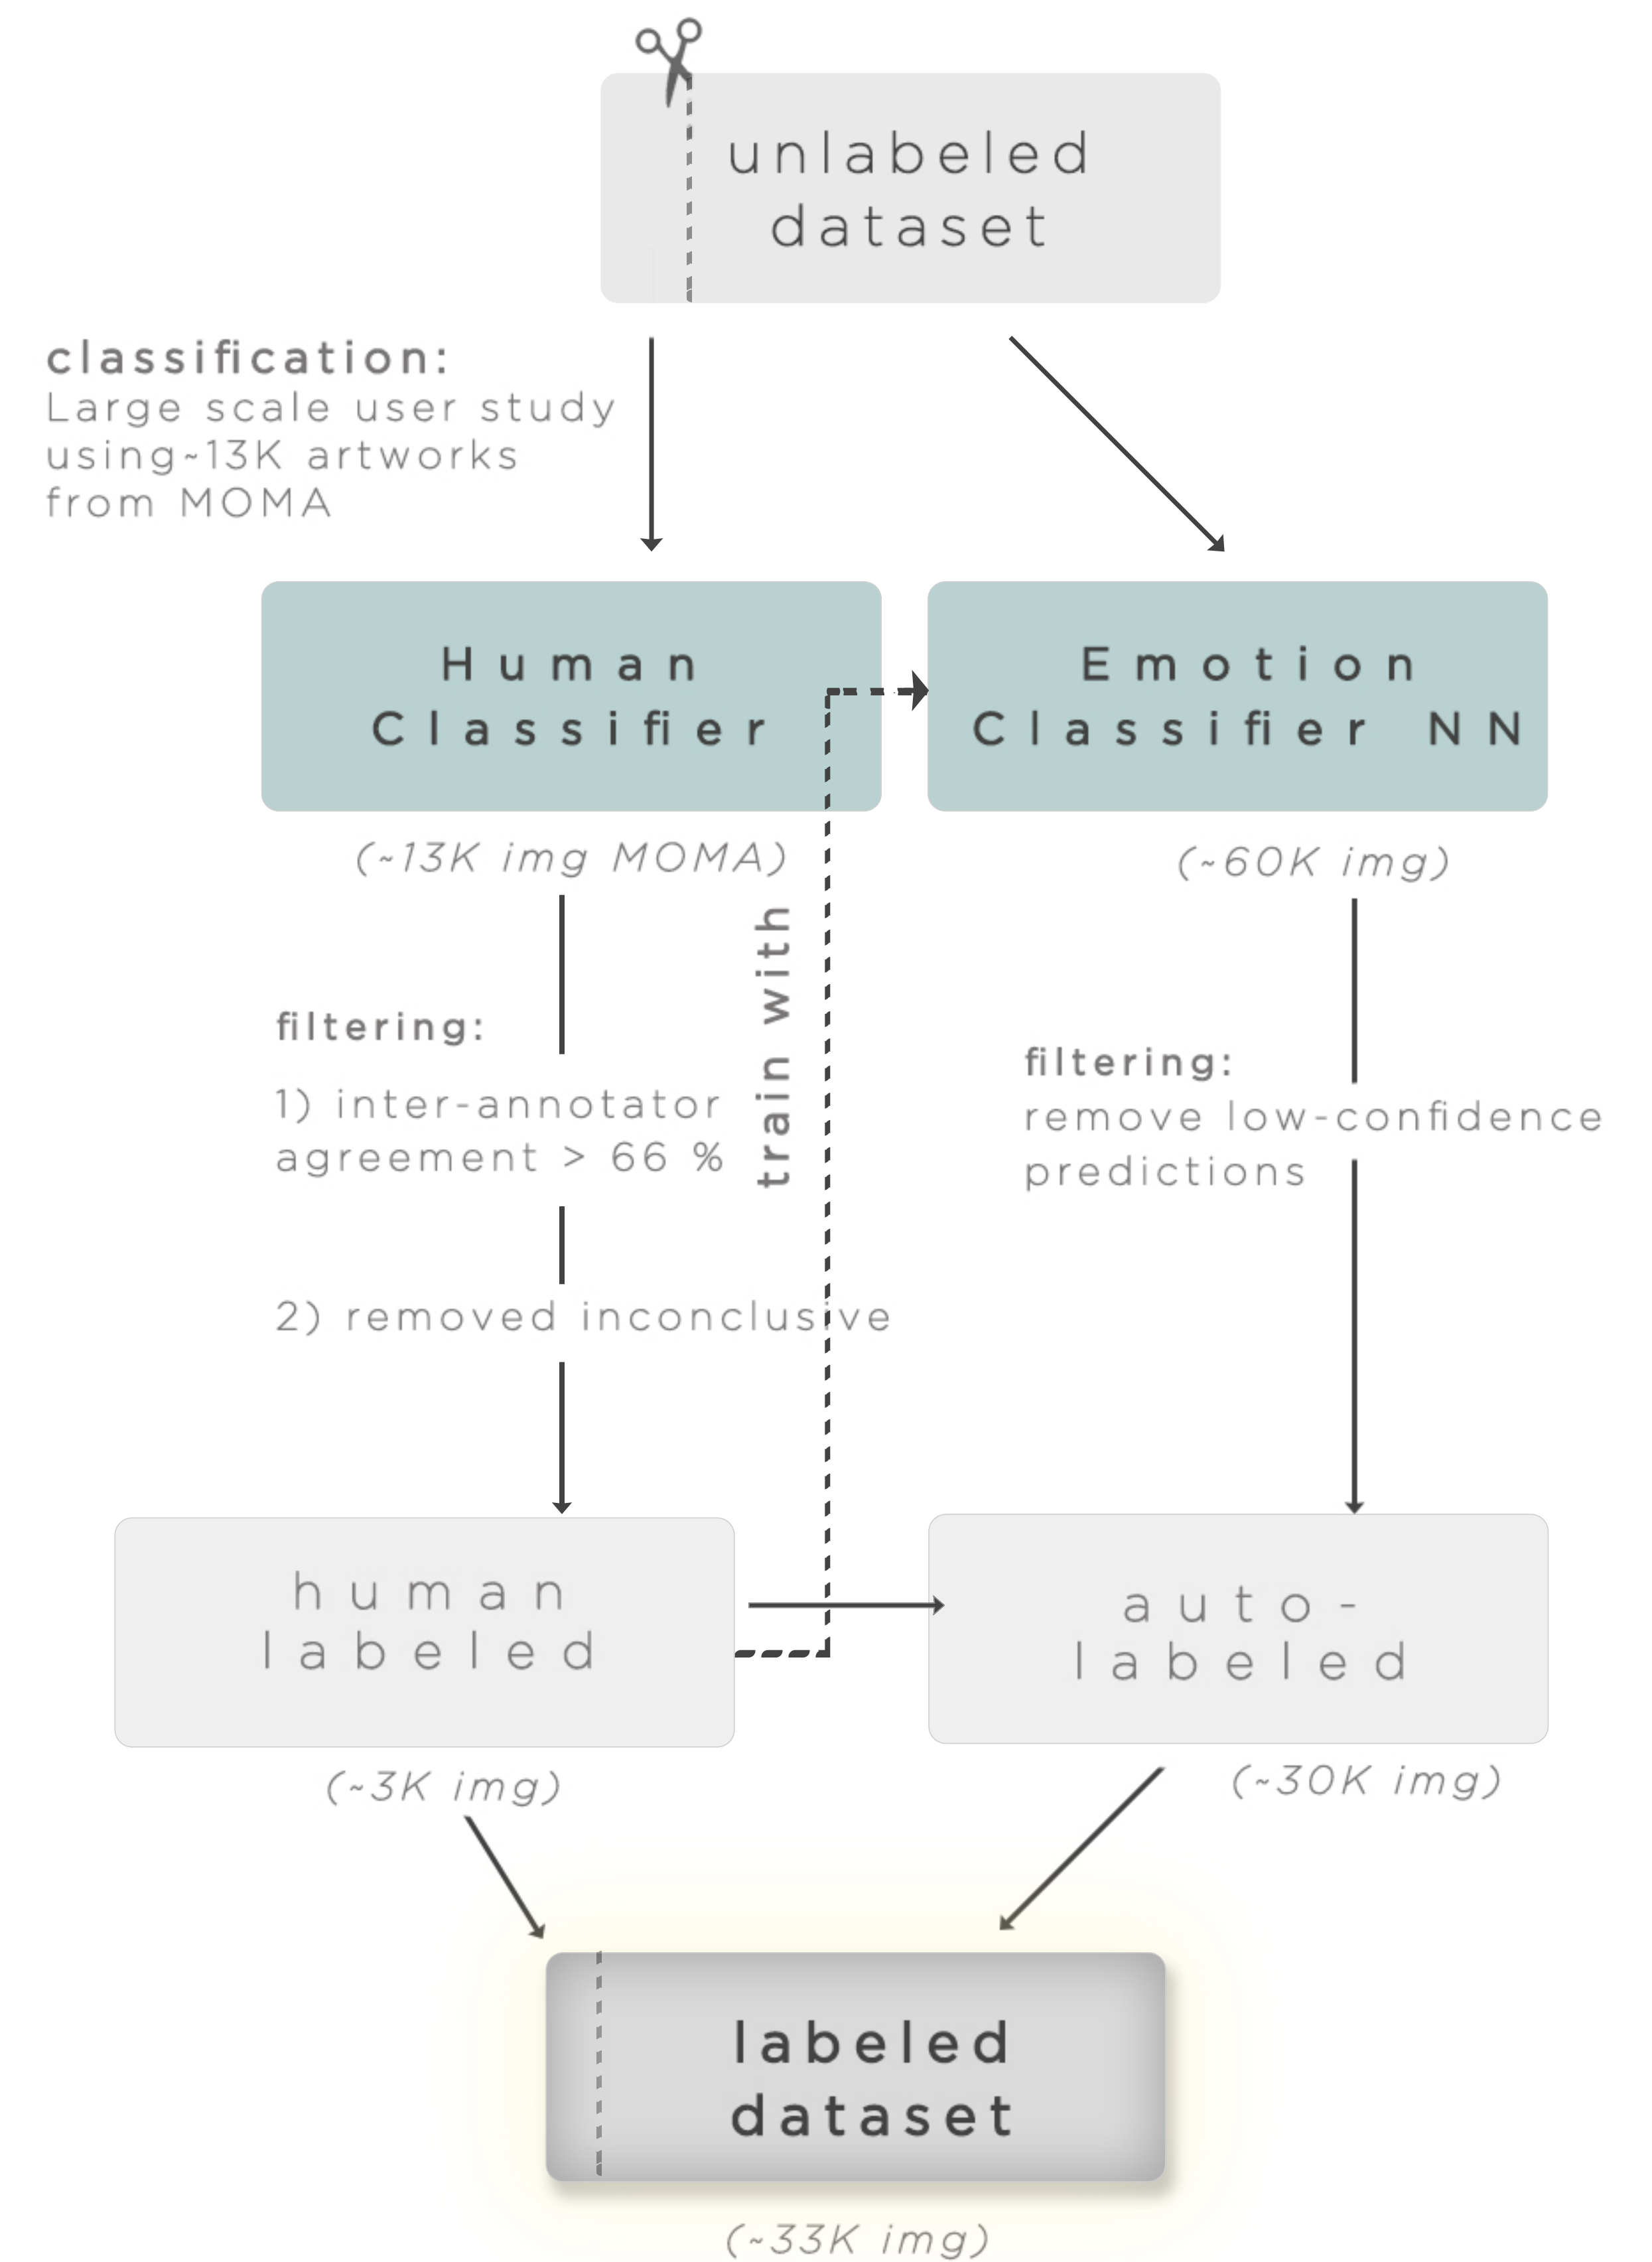 unlabeled
dataset
classification:
Large scale user study
using~13K artworks
from MOMA
Human
Classifier
Emotion
Classifier NN
(~13K img MOMA)
(~60K img)
train with
filtering:
1) inter-annotator
agreement > 66 %
2) removed inconclusive
filtering:
remove low-confidence
predictions
human
labeled
auto-
labeled
(~3K img)
(~30K img)
labeled
dataset
(~33K img)